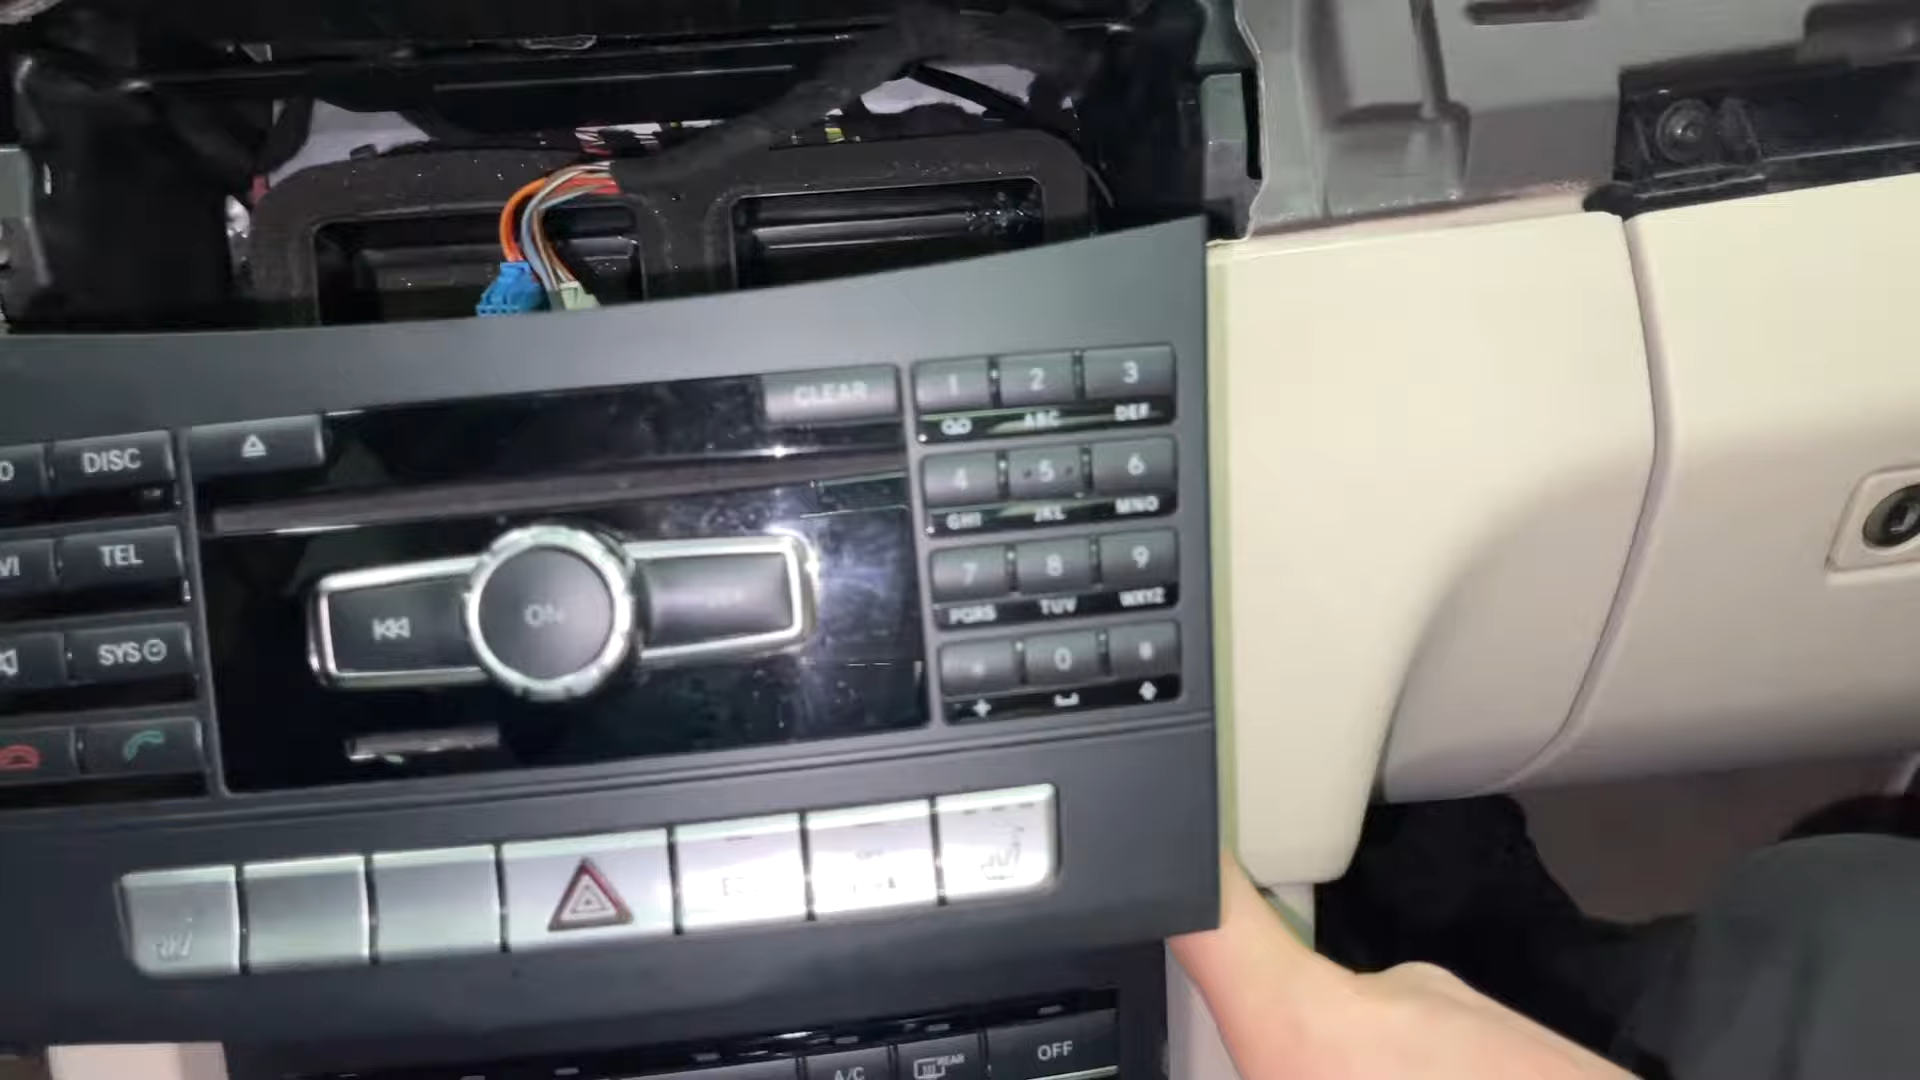 CLEAR
1 2 3
ABC DEF
DISC
4 5 6
GHI JKL MNO
TEL
7 8 9
PQRS TUV WXYZ
ON
SYS
0
A/C
REAR
OFF